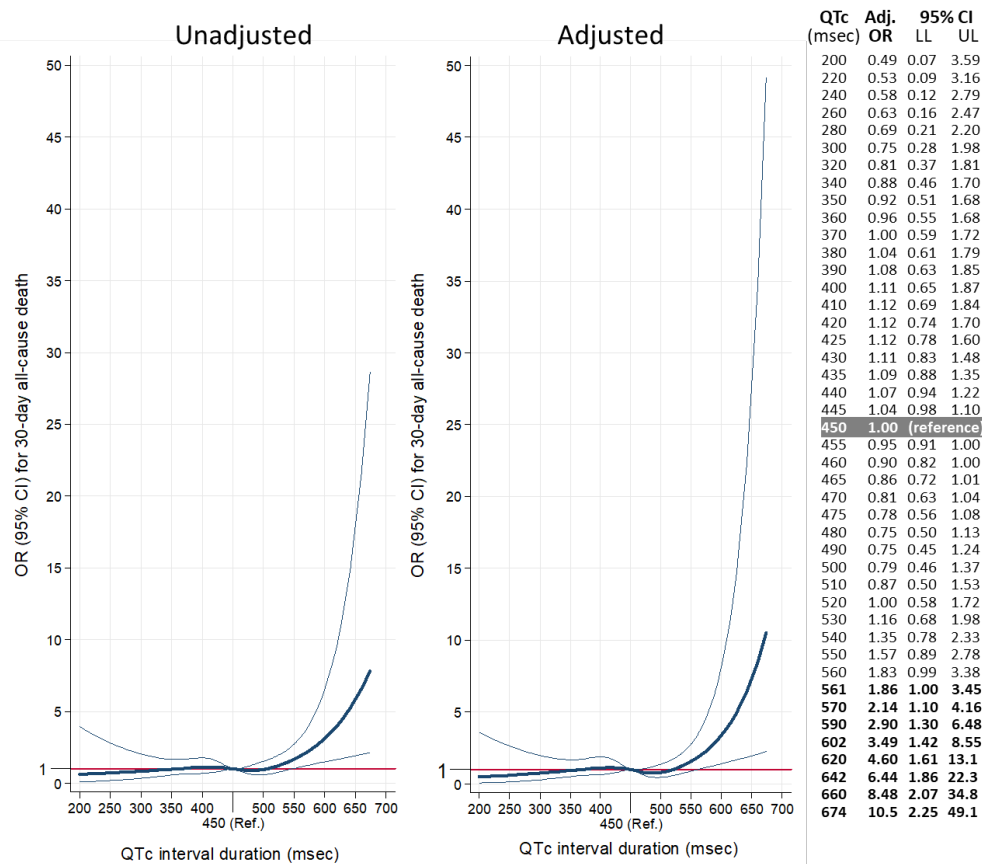 Unadjusted
OR (95% CI) for 30-day all-cause death
50
45
40
35
30
25
20
15
10
5
1
0
200 250 300 350 400 500 550 600 650 700
450 (Ref.)
QTc interval duration (msec)
Adjusted
OR (95% CI) for 30-day all-cause death
50
45
40
35
30
25
20
15
10
5
1
0
200 250 300 350 400 500 550 600 650 700
450 (Ref.)
QTc interval duration (msec)
QTc Adj. 95% CI
(msec) OR LL UL
200 0.49 0.07 3.59
220 0.53 0.09 3.16
240 0.58 0.12 2.79
260 0.63 0.16 2.47
280 0.69 0.21 2.20
300 0.75 0.28 1.98
320 0.81 0.37 1.81
340 0.88 0.46 1.70
350 0.92 0.51 1.68
360 0.96 0.55 1.68
370 1.00 0.59 1.72
380 1.04 0.61 1.79
390 1.08 0.63 1.85
400 1.11 0.65 1.87
410 1.12 0.69 1.84
420 1.12 0.74 1.70
425 1.12 0.78 1.60
430 1.11 0.83 1.48
435 1.09 0.88 1.35
440 1.07 0.94 1.22
445 1.04 0.98 1.10
450 1.00 (reference)
455 0.95 0.91 1.00
460 0.90 0.82 1.00
465 0.86 0.72 1.01
470 0.81 0.63 1.04
475 0.78 0.56 1.08
480 0.75 0.50 1.13
490 0.75 0.45 1.24
500 0.79 0.46 1.37
510 0.87 0.50 1.53
520 1.00 0.58 1.72
530 1.16 0.68 1.98
540 1.35 0.78 2.33
550 1.57 0.89 2.78
560 1.83 0.99 3.38
561 1.86 1.00 3.45
570 2.14 1.10 4.16
590 2.90 1.30 6.48
602 3.49 1.42 8.55
620 4.60 1.61 13.1
642 6.44 1.86 22.3
660 8.48 2.07 34.8
674 10.5 2.25 49.1